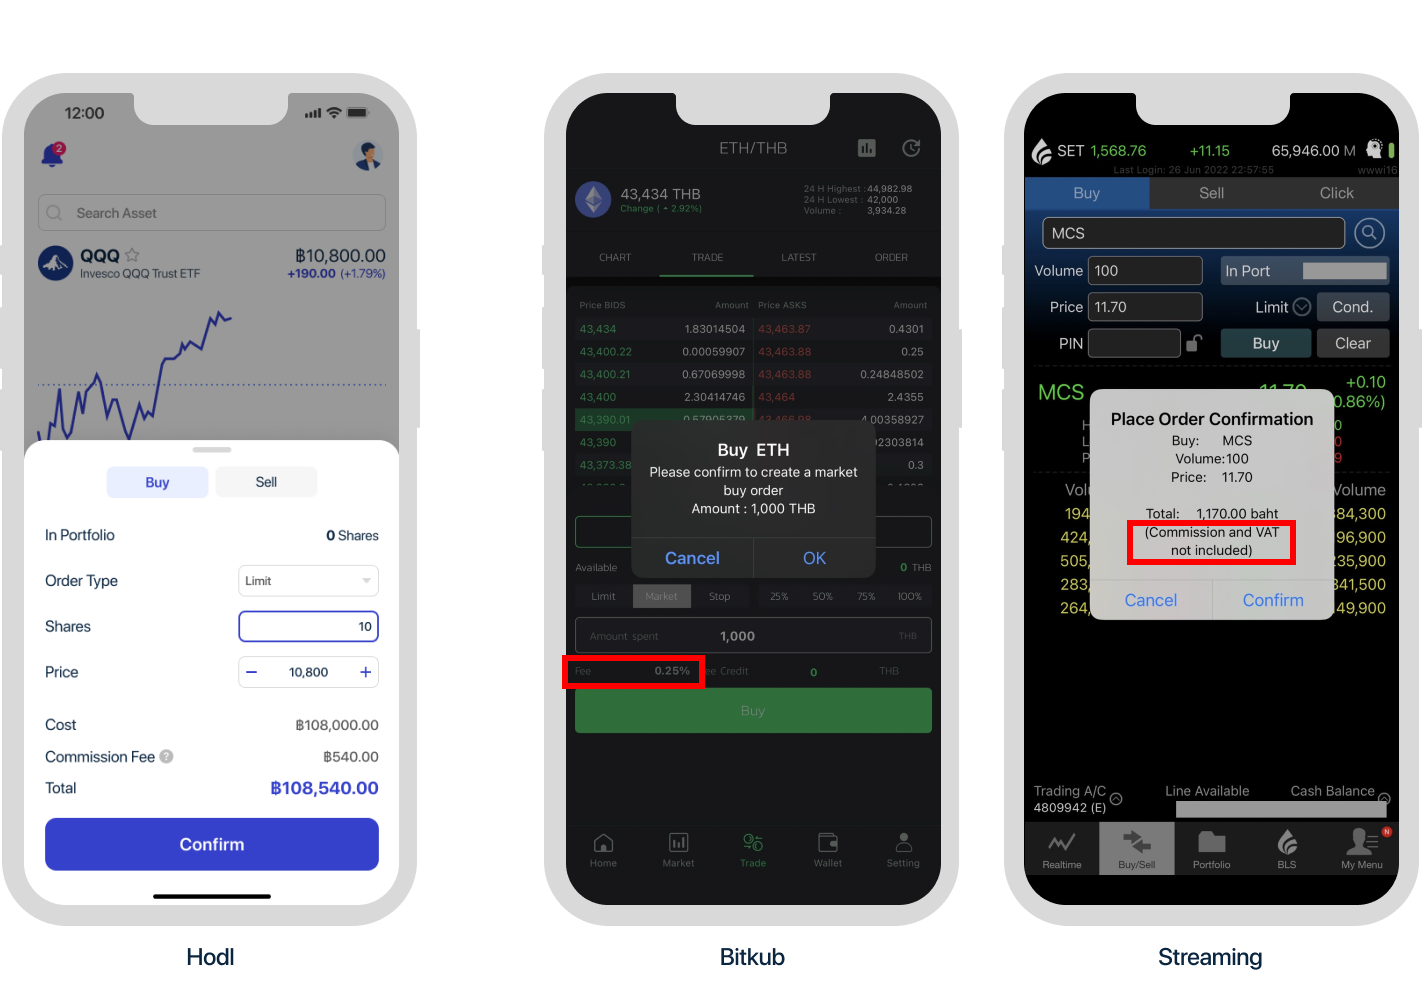 12:00
2
Search Asset
QQQ
Invesco QQQ Trust ETF
฿10,800.00
+190.00 (+1.79%)
Buy
Sell
In Portfolio
0 Shares
Order Type
Limit
Shares
10
Price
− 10,800 +
Cost
฿108,000.00
Commission Fee ?
฿540.00
Total
฿108,540.00
Confirm
Hodl
ETH/THB
43,434 THB
Change ( + 2.92%)
24 H Highest : 44,982.98
24 H Lowest : 42,000
Volume : 3,934.28
CHART TRADE LATEST ORDER
Price BIDS Amount Price ASKS Amount
43,434 1.83014504 43,463.87 0.4301
43,400.22 0.00059907 43,463.88 0.25
43,400.21 0.67069998 43,463.88 0.24848502
43,400 2.30414746 43,464 2.4355
43,390.01 0.57905379 43,466.98 4.00358927
43,390 02303814
43,373.38 0.3
Buy ETH
Please confirm to create a market
buy order
Amount : 1,000 THB
Cancel OK
Available 0 THB
Limit Market Stop 25% 50% 75% 100%
Amount spent 1,000 THB
Fee 0.25% ee Credit 0 THB
Buy
Home Market Trade Wallet Setting
Bitkub
SET 1,568.76 +11.15 65,946.00 M
Last Login: 26 Jun 2022 22:57:55 wwwi16
Buy Sell Click
MCS
Volume 100 In Port
Price 11.70 Limit Cond.
PIN Buy Clear
MCS 11.70 +0.10
0.86%)
H 0
L 0
P 9
Place Order Confirmation
Buy: MCS
Volume:100
Price: 11.70
Total: 1,170.00 baht
(Commission and VAT
not included)
Cancel Confirm
Vol Volume
194 384,300
424, 96,900
505, 235,900
283, 341,500
264, 49,900
Trading A/C Line Available Cash Balance
4809942 (E)
N
Realtime Buy/Sell Portfolio BLS My Menu
Streaming